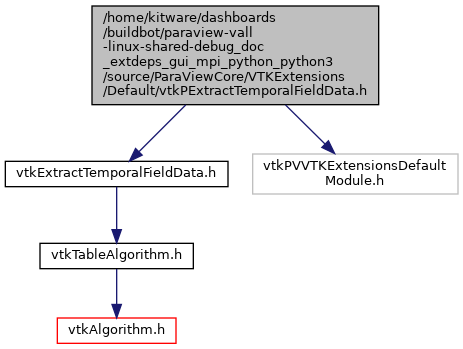 /home/kitware/dashboards
/buildbot/paraview-vall
-linux-shared-debug_doc
_extdeps_gui_mpi_python_python3
/source/ParaViewCore/VTKExtensions
/Default/vtkPExtractTemporalFieldData.h
vtkExtractTemporalFieldData.h
vtkPVVTKExtensionsDefault
Module.h
vtkTableAlgorithm.h
vtkAlgorithm.h